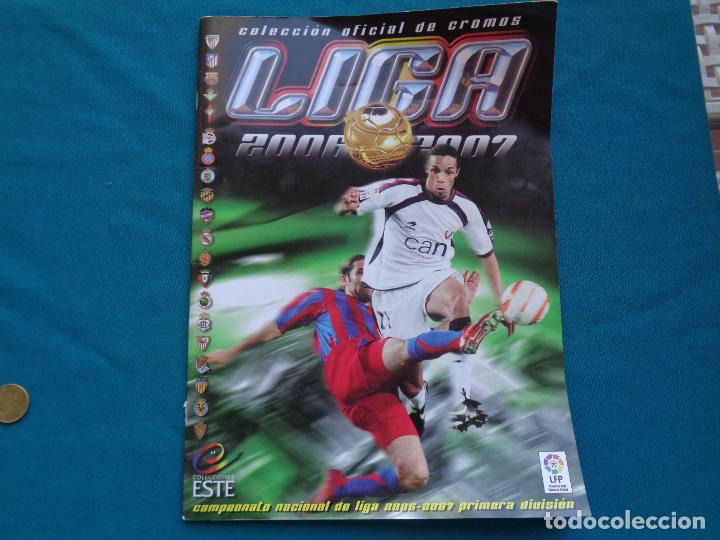 colección oficial de cromos
LIGA
2006 2007
can
11
COLECCIONES
ESTE
LFP
campeonato nacional de liga 2006-2007 primera división
todocoleccion